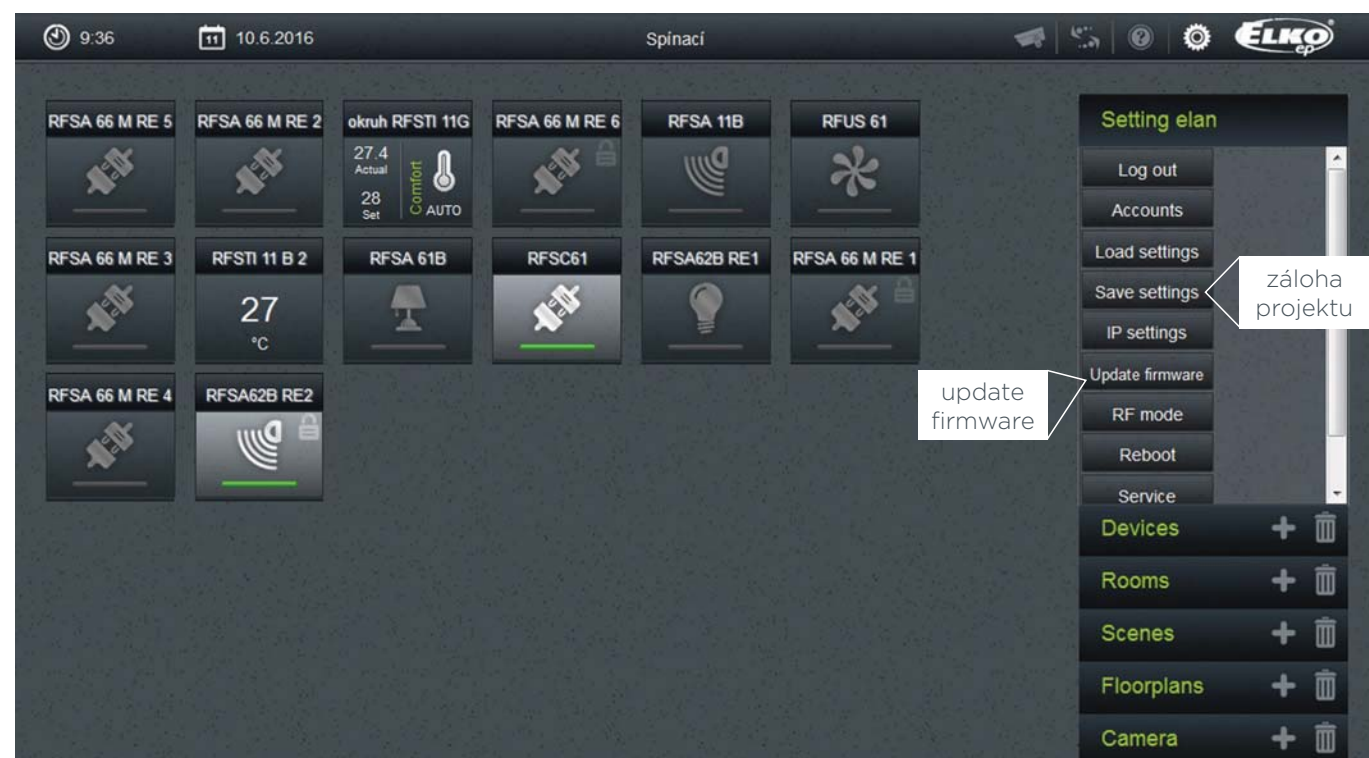 9:36
11 10.6.2016
Spínací
ELKO ep
RFSA 66 M RE 5
RFSA 66 M RE 2
okruh RFSTI 11G
27.4
Actual
28
Set
Comfort
AUTO
RFSA 66 M RE 6
RFSA 11B
RFUS 61
RFSA 66 M RE 3
RFSTI 11 B 2
27
°C
RFSA 61B
RFSC61
RFSA62B RE1
RFSA 66 M RE 1
RFSA 66 M RE 4
RFSA62B RE2
Setting elan
Log out
Accounts
Load settings
Save settings
záloha
projektu
IP settings
Update firmware
update
firmware
RF mode
Reboot
Service
Devices
Rooms
Scenes
Floorplans
Camera